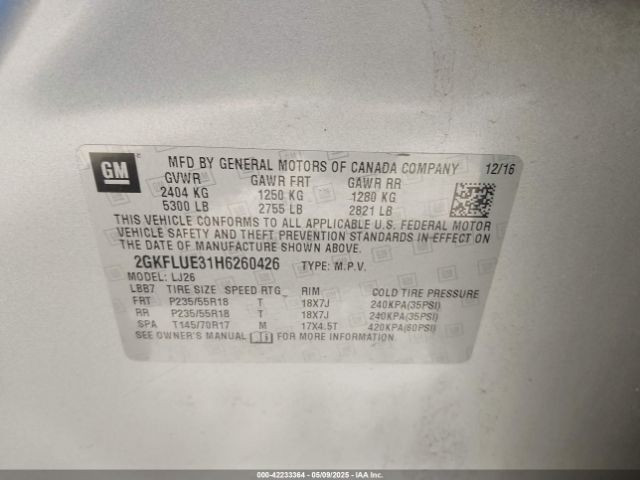 GM
MFD BY GENERAL MOTORS OF CANADA COMPANY 12/16
GVWR GAWR FRT GAWR RR
2404 KG 1250 KG 1280 KG
5300 LB 2755 LB 2821 LB
THIS VEHICLE CONFORMS TO ALL APPLICABLE U.S. FEDERAL MOTOR
VEHICLE SAFETY AND THEFT PREVENTION STANDARDS IN EFFECT ON
THE DATE OF MANUFACTURE SHOWN ABOVE.
2GKFLUE31H6260426 TYPE: M.P.V.
MODEL: LJ26
LBB7 TIRE SIZE SPEED RTG RIM COLD TIRE PRESSURE
FRT P235/55R18 T 18X7J 240KPA(35PSI)
RR P235/55R18 T 18X7J 240KPA(35PSI)
SPA T145/70R17 M 17X4.5T 420KPA(60PSI)
SEE OWNER'S MANUAL FOR MORE INFORMATION.
000-42233364 - 05/09/2025 - IAAI.COM